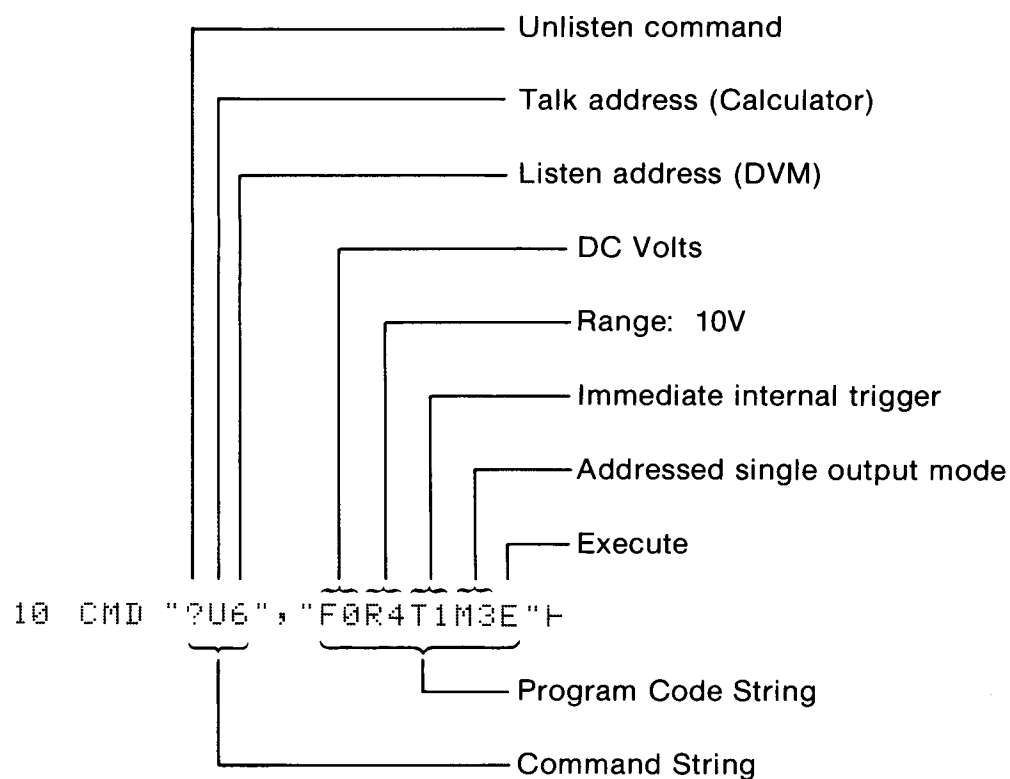 Unlisten command
Talk address (Calculator)
Listen address (DVM)
DC Volts
Range: 10V
Immediate internal trigger
Addressed single output mode
Execute
10 CMD "?U6","F0R4T1M3E"⊢
Program Code String
Command String